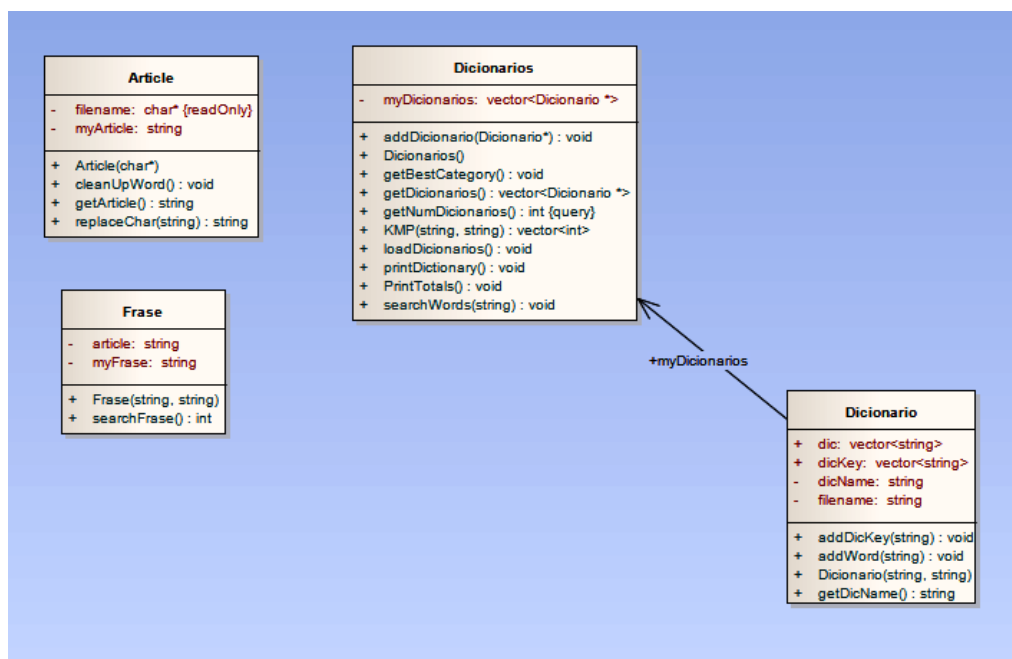 Article
- filename: char* {readOnly}
- myArticle: string
+ Article(char*)
+ cleanUpWord() : void
+ getArticle() : string
+ replaceChar(string) : string
Dicionarios
- myDicionarios: vector<Dicionario *>
+ addDicionario(Dicionario*) : void
+ Dicionarios()
+ getBestCategory() : void
+ getDicionarios() : vector<Dicionario *>
+ getNumDicionarios() : int {query}
+ KMP(string, string) : vector<int>
+ loadDicionarios() : void
+ printDictionary() : void
+ PrintTotals() : void
+ searchWords(string) : void
Frase
- article: string
- myFrase: string
+ Frase(string, string)
+ searchFrase() : int
+myDicionarios
Dicionario
+ dic: vector<string>
+ dicKey: vector<string>
- dicName: string
- filename: string
+ addDicKey(string) : void
+ addWord(string) : void
+ Dicionario(string, string)
+ getDicName() : string